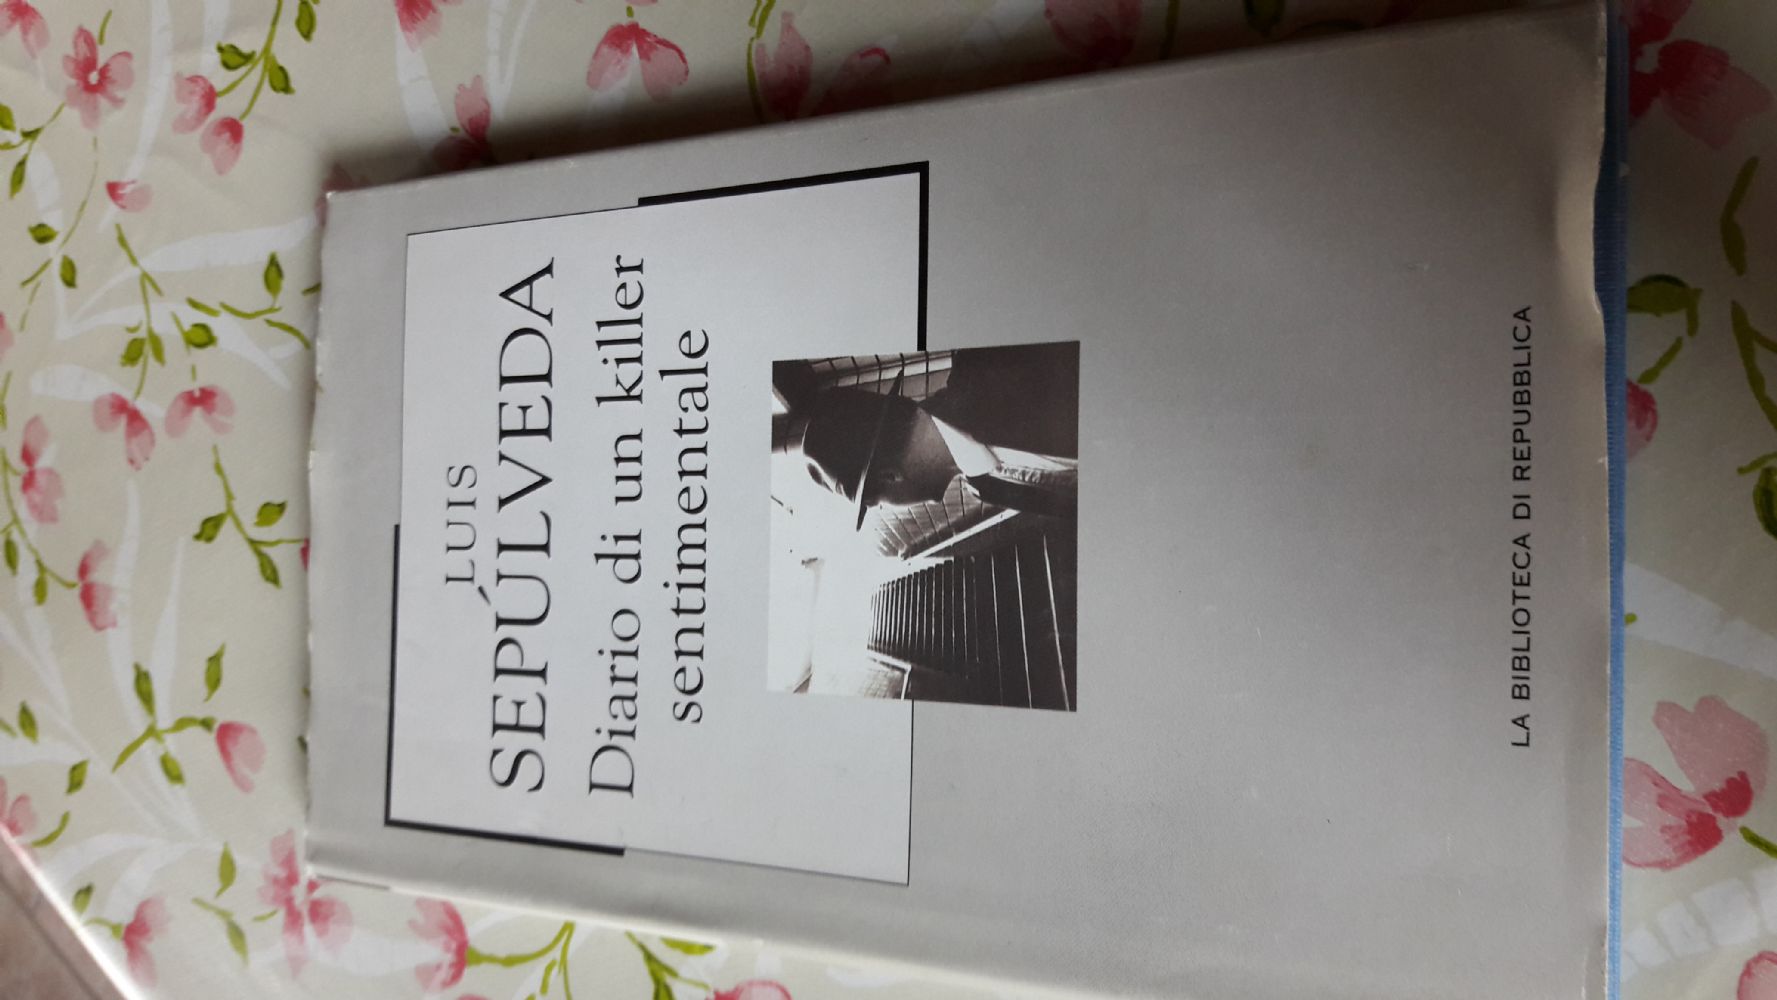 LUIS
SEPÚLVEDA
Diario di un killer
sentimentale
LA BIBLIOTECA DI REPUBBLICA